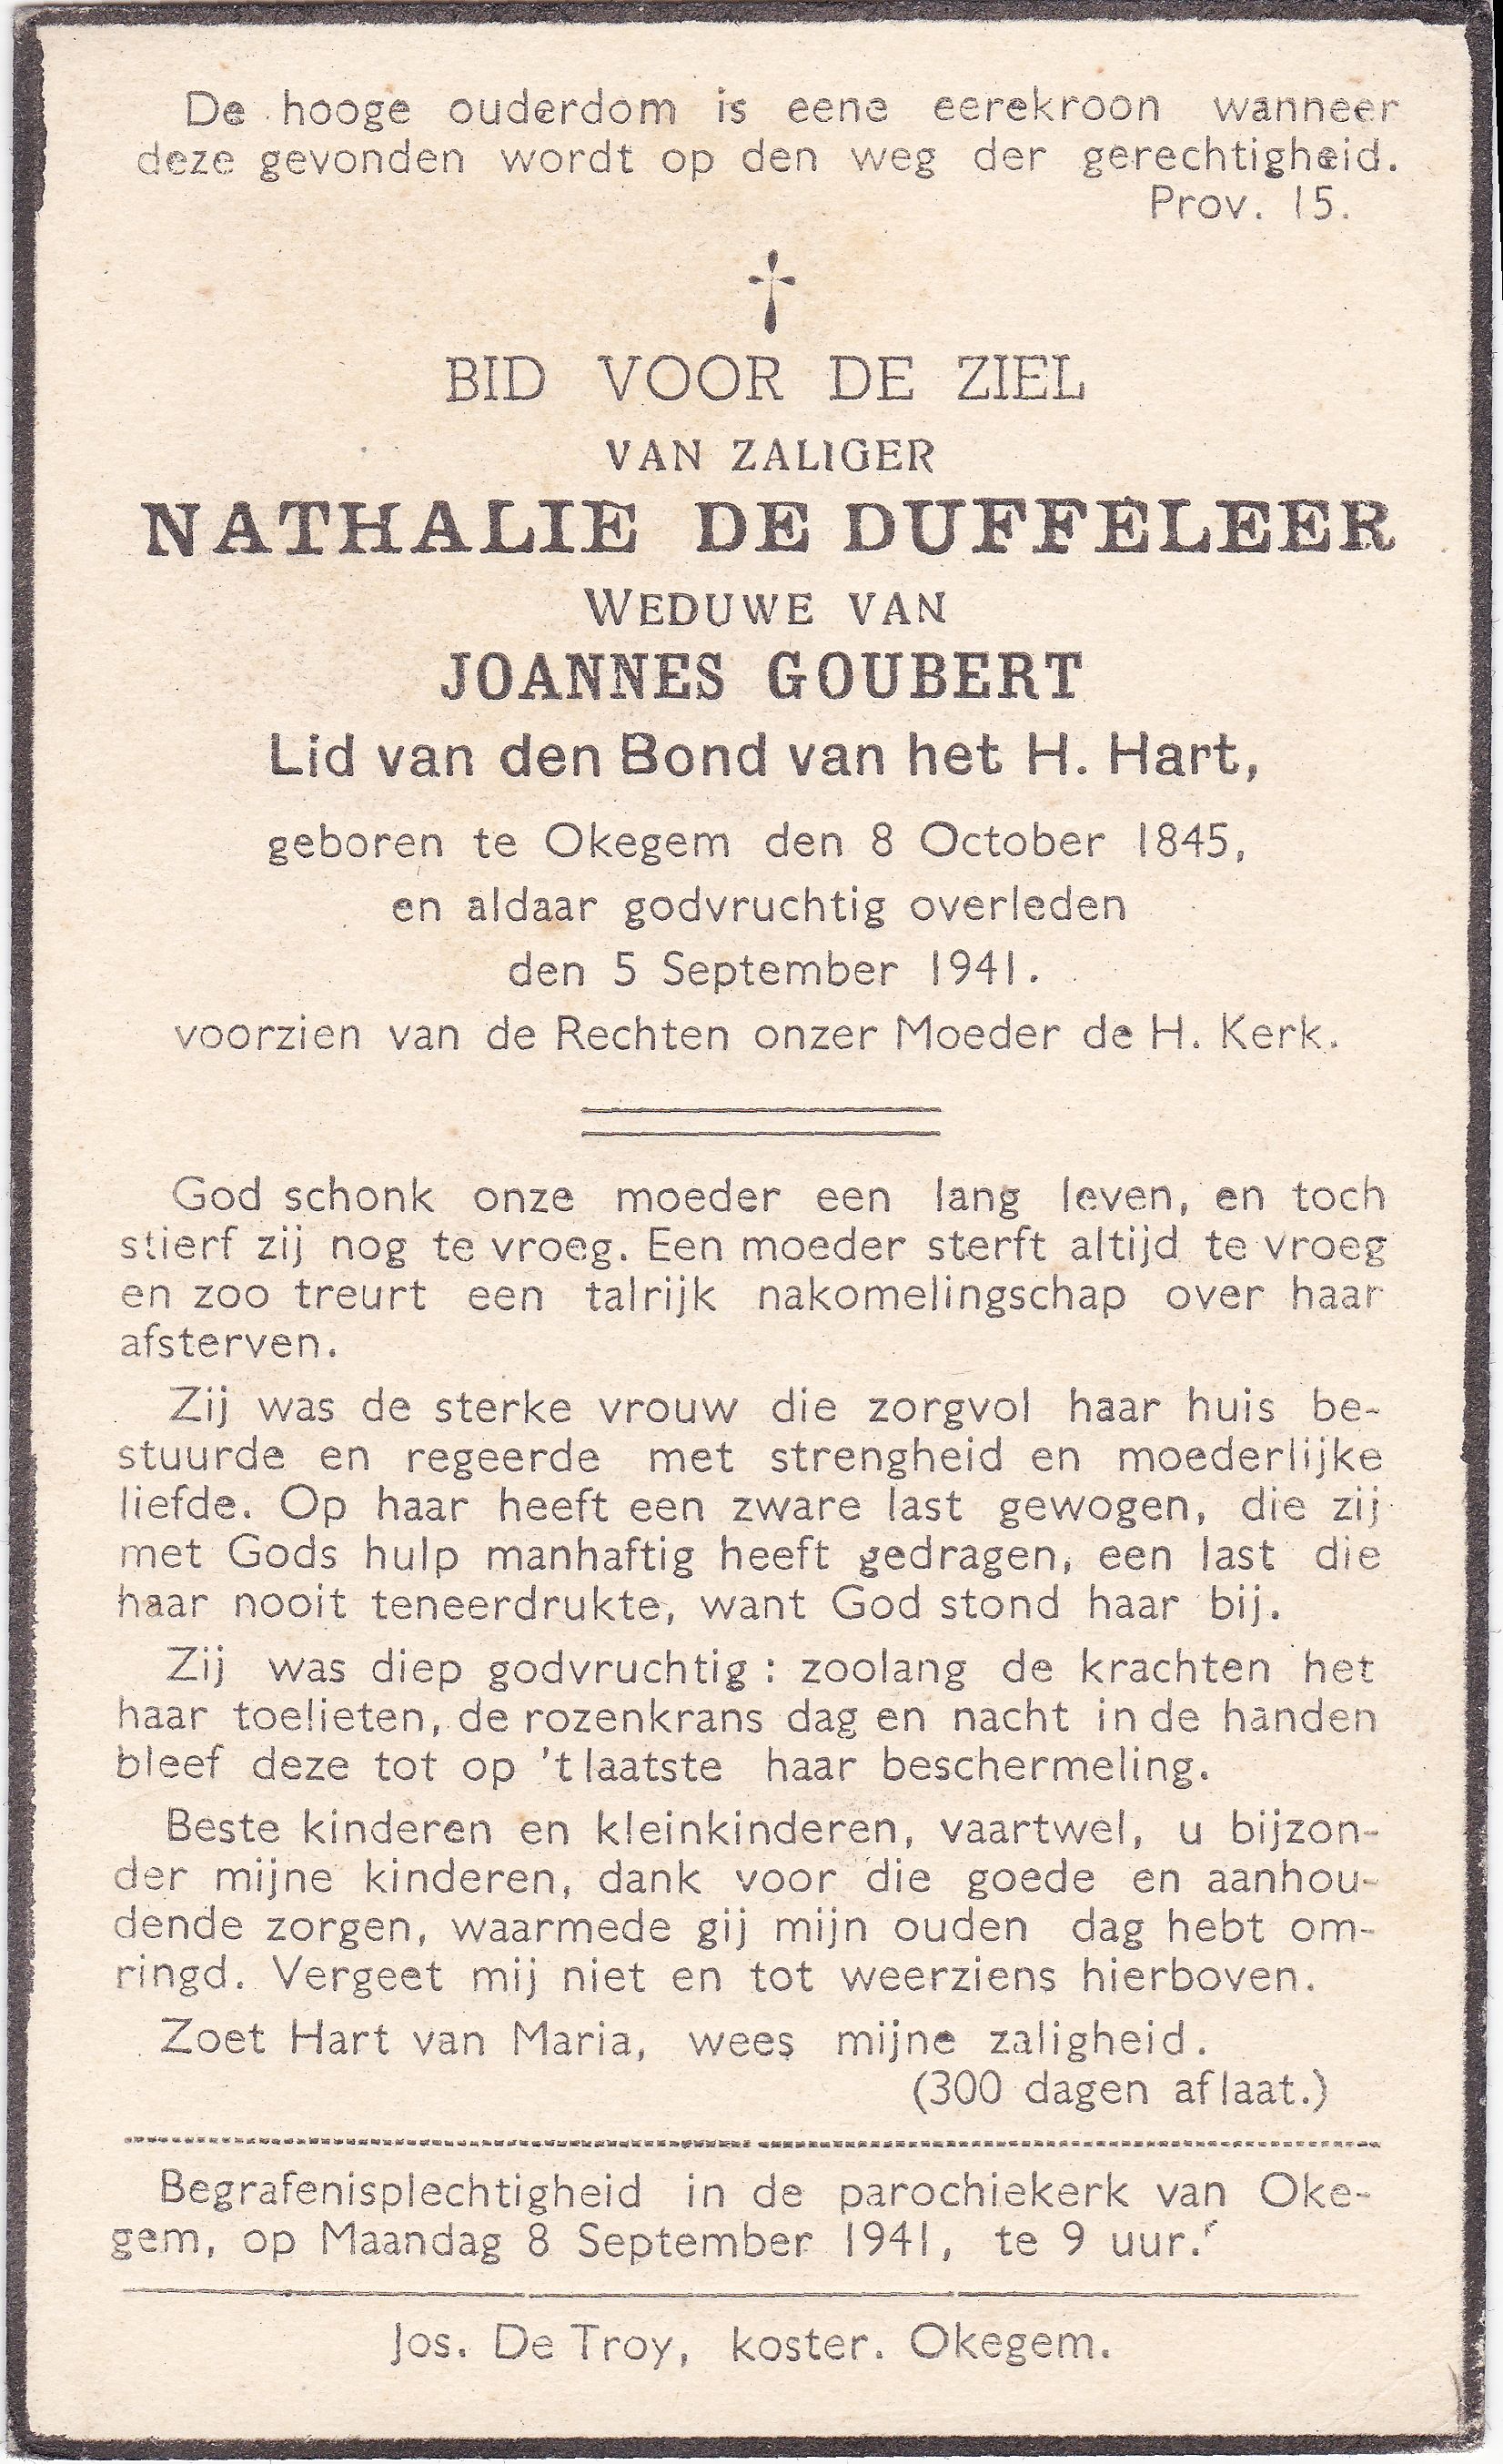 De hooge ouderdom is eene eerekroon wanneer
deze gevonden wordt op den weg der gerechtigheid.
Prov. 15.
BID VOOR DE ZIEL
VAN ZALIGER
NATHALIE DE DUFFELEER
WEDUWE VAN
JOANNES GOUBERT
Lid van den Bond van het H. Hart,
geboren te Okegem den 8 October 1845,
en aldaar godvruchtig overleden
den 5 September 1941.
voorzien van de Rechten onzer Moeder de H. Kerk.
God schonk onze moeder een lang leven, en toch
stierf zij nog te vroeg. Een moeder sterft altijd te vroeg
en zoo treurt een talrijk nakomelingschap over haar
afsterven.
Zij was de sterke vrouw die zorgvol haar huis be-
stuurde en regeerde met strengheid en moederlijke
liefde. Op haar heeft een zware last gewogen, die zij
met Gods hulp manhaftig heeft gedragen, een last die
haar nooit teneerdrukte, want God stond haar bij.
Zij was diep godvruchtig : zoolang de krachten het
haar toelieten, de rozenkrans dag en nacht in de handen
bleef deze tot op 't laatste haar beschermeling.
Beste kinderen en kleinkinderen, vaartwel, u bijzon-
der mijne kinderen, dank voor die goede en aanhou-
dende zorgen, waarmede gij mijn ouden dag hebt om-
ringd. Vergeet mij niet en tot weerziens hierboven.
Zoet Hart van Maria, wees mijne zaligheid.
(300 dagen aflaat.)
Begrafenisplechtigheid in de parochiekerk van Oke-
gem, op Maandag 8 September 1941, te 9 uur.
Jos. De Troy, koster. Okegem.